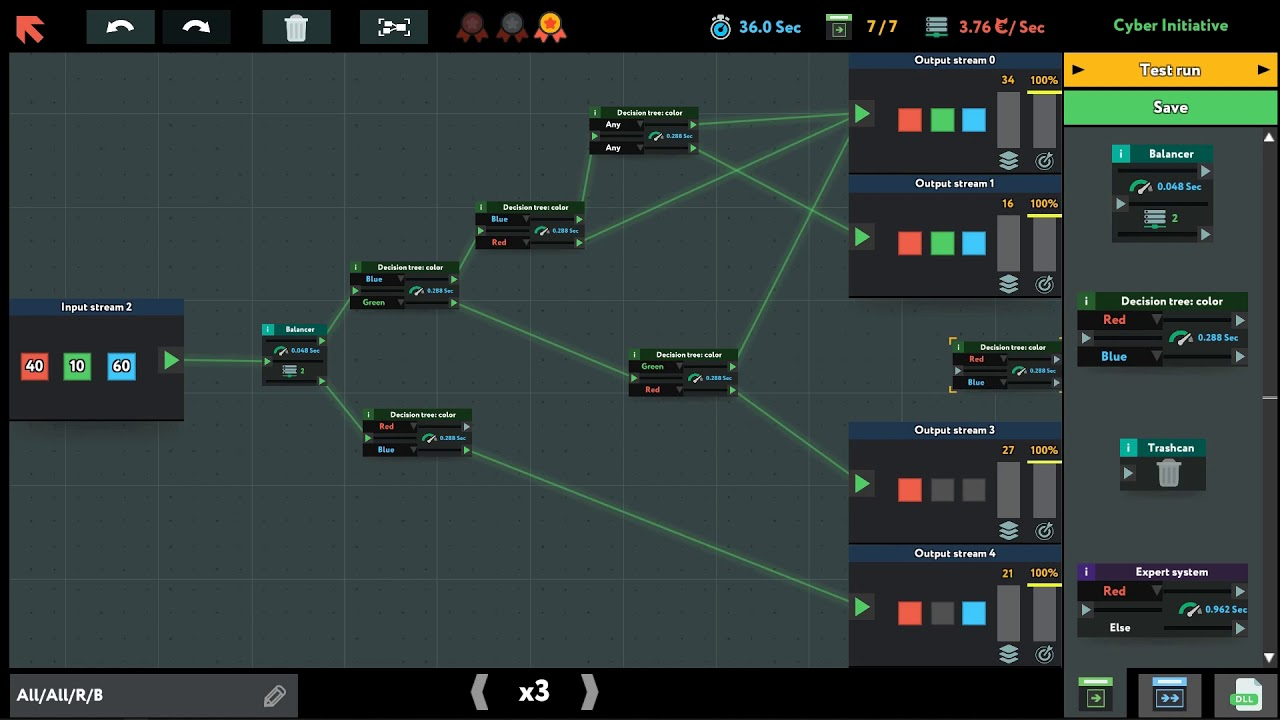 36.0 Sec
7/7
3.76 €/Sec
Cyber Initiative
Test run
Save
Output stream 0
34 100%
Output stream 1
16 100%
Output stream 3
27 100%
Output stream 4
21 100%
Input stream 2
40 10 60
i Balancer
0.048 Sec
2
i Decision tree: color
Blue
0.288 Sec
Green
i Decision tree: color
Blue
0.288 Sec
Red
i Decision tree: color
Any
0.288 Sec
Any
i Decision tree: color
Green
0.288 Sec
Red
i Decision tree: color
Red
0.288 Sec
Blue
i Decision tree: color
Red
0.288 Sec
Blue
i Balancer
0.048 Sec
2
i Decision tree: color
Red
0.288 Sec
Blue
i Trashcan
i Expert system
Red
0.962 Sec
Else
All/All/R/B
x3
DLL